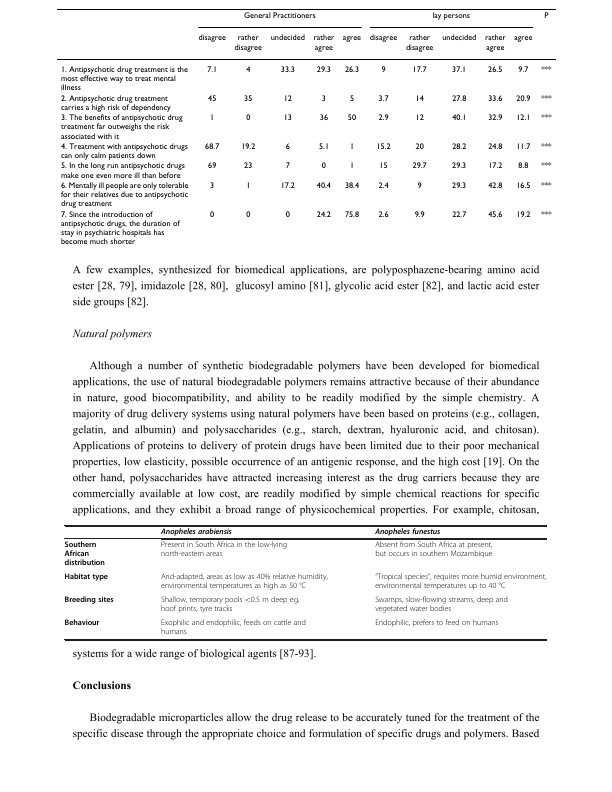 General Practitioners lay persons P
disagree rather disagree undecided rather agree agree disagree rather disagree undecided rather agree agree
1. Antipsychotic drug treatment is the 7.1 4 33.3 29.3 26.3 9 17.7 37.1 26.5 9.7 ***
most effective way to treat mental
illness
2. Antipsychotic drug treatment 45 35 12 3 5 3.7 14 27.8 33.6 20.9 ***
carries a high risk of dependency
3. The benefits of antipsychotic drug 1 0 13 36 50 2.9 12 40.1 32.9 12.1 ***
treatment far outweighs the risk
associated with it
4. Treatment with antipsychotic drugs 68.7 19.2 6 5.1 1 15.2 20 28.2 24.8 11.7 ***
can only calm patients down
5. In the long run antipsychotic drugs 69 23 7 0 1 15 29.7 29.3 17.2 8.8 ***
make one even more ill than before
6. Mentally ill people are only tolerable 3 1 17.2 40.4 38.4 2.4 9 29.3 42.8 16.5 ***
for their relatives due to antipsychotic
drug treatment
7. Since the introduction of 0 0 0 24.2 75.8 2.6 9.9 22.7 45.6 19.2 ***
antipsychotic drugs, the duration of
stay in psychiatric hospitals has
become much shorter
A few examples, synthesized for biomedical applications, are polyposphazene-bearing amino acid
ester [28, 79], imidazole [28, 80], glucosyl amino [81], glycolic acid ester [82], and lactic acid ester
side groups [82].
Natural polymers
Although a number of synthetic biodegradable polymers have been developed for biomedical
applications, the use of natural biodegradable polymers remains attractive because of their abundance
in nature, good biocompatibility, and ability to be readily modified by the simple chemistry. A
majority of drug delivery systems using natural polymers have been based on proteins (e.g., collagen,
gelatin, and albumin) and polysaccharides (e.g., starch, dextran, hyaluronic acid, and chitosan).
Applications of proteins to delivery of protein drugs have been limited due to their poor mechanical
properties, low elasticity, possible occurrence of an antigenic response, and the high cost [19]. On the
other hand, polysaccharides have attracted increasing interest as the drug carriers because they are
commercially available at low cost, are readily modified by simple chemical reactions for specific
applications, and they exhibit a broad range of physicochemical properties. For example, chitosan,
Anopheles arabiensis Anopheles funestus
Southern Present in South Africa in the low-lying Absent from South Africa at present,
African north-eastern areas but occurs in southern Mozambique
distribution
Habitat type Arid-adapted, areas as low as 40% relative humidity, "Tropical species", requires more humid environment,
environmental temperatures as high as 50 °C environmental temperatures up to 40 °C
Breeding sites Shallow, temporary pools <0.5 m deep eg, Swamps, slow-flowing streams, deep and
hoof prints, tyre tracks vegetated water bodies
Behaviour Exophilic and endophilic, feeds on cattle and Endophilic, prefers to feed on humans
humans
systems for a wide range of biological agents [87-93].
Conclusions
Biodegradable microparticles allow the drug release to be accurately tuned for the treatment of the
specific disease through the appropriate choice and formulation of specific drugs and polymers. Based